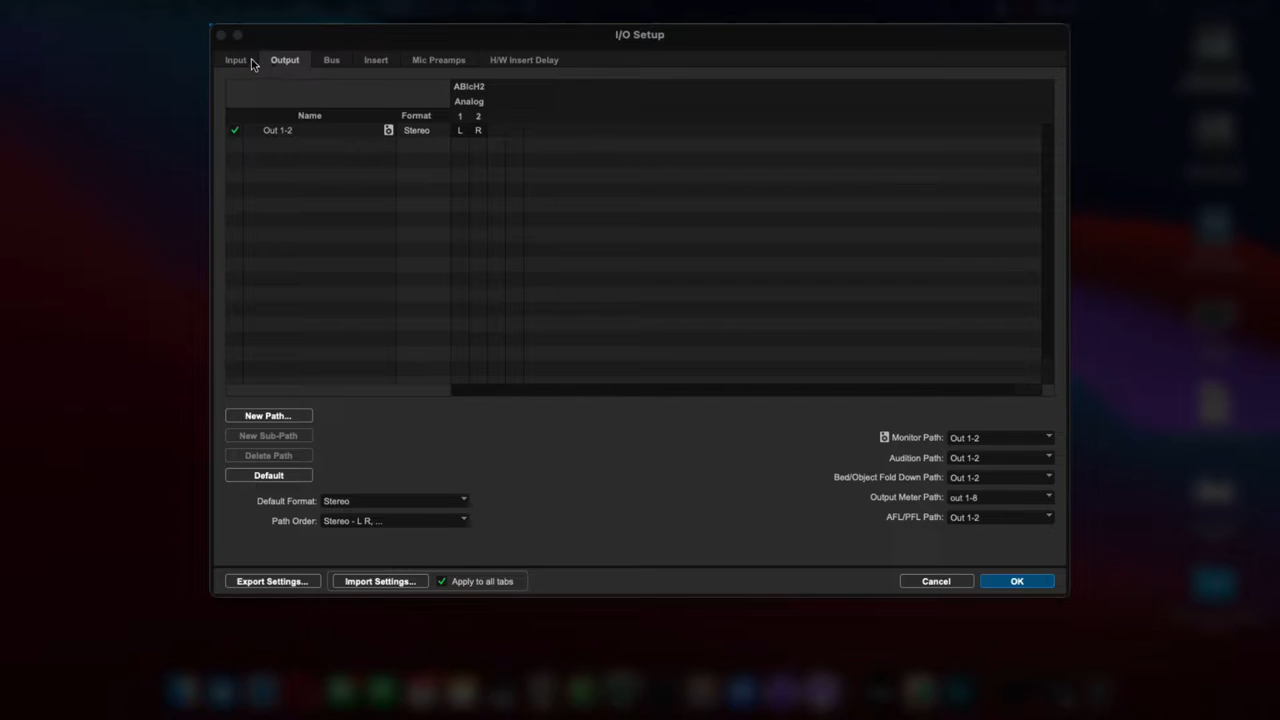 I/O Setup
Input Output Bus Insert Mic Preamps H/W Insert Delay
ABIcH2
Analog
Name Format 1 2
Out 1-2 Stereo L R
New Path...
New Sub-Path
Delete Path
Default
Default Format: Stereo
Path Order: Stereo - L R, ...
Monitor Path: Out 1-2
Audition Path: Out 1-2
Bed/Object Fold Down Path: Out 1-2
Output Meter Path: out 1-8
AFL/PFL Path: Out 1-2
Export Settings... Import Settings... Apply to all tabs Cancel OK